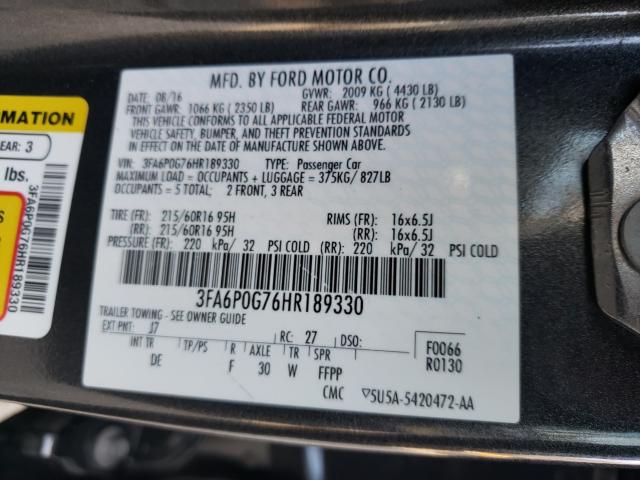 MFD. BY FORD MOTOR CO.
DATE: 08/16 GVWR: 2009 KG ( 4430 LB)
FRONT GAWR: 1066 KG ( 2350 LB) REAR GAWR: 966 KG ( 2130 LB)
THIS VEHICLE CONFORMS TO ALL APPLICABLE FEDERAL MOTOR
VEHICLE SAFETY, BUMPER, AND THEFT PREVENTION STANDARDS
IN EFFECT ON THE DATE OF MANUFACTURE SHOWN ABOVE.
VIN: 3FA6P0G76HR189330 TYPE: Passenger Car
MAXIMUM LOAD = OCCUPANTS + LUGGAGE = 375KG/ 827LB
OCCUPANTS = 5 TOTAL: 2 FRONT, 3 REAR
TIRE (FR): 215/60R16 95H RIMS (FR): 16x6.5J
(RR): 215/60R16 95H (RR): 16x6.5J
PRESSURE (FR): 220 kPa/ 32 PSI COLD (RR): 220 kPa/ 32 PSI COLD
3FA6P0G76HR189330
TRAILER TOWING - SEE OWNER GUIDE
EXT PNT: J7 RC: 27 DSO: F0066
INT TR TP/PS R AXLE TR SPR R0130
DE F 30 W FFPP
CMC ▽5U5A-5420472-AA
MATION
EAR: 3
lbs.
3FA6P0G76HR189330